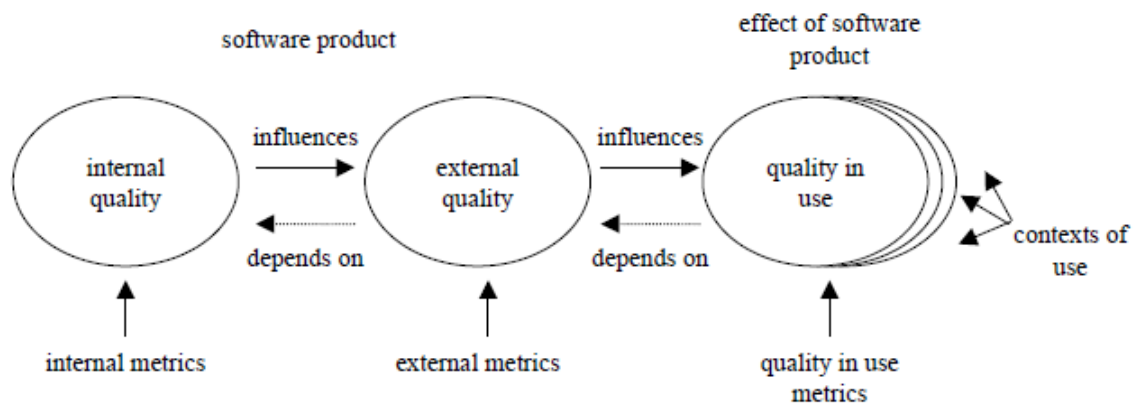 software product
effect of software
product
influences
influences
internal
quality
external
quality
quality in
use
depends on
depends on
contexts of
use
internal metrics
external metrics
quality in use
metrics